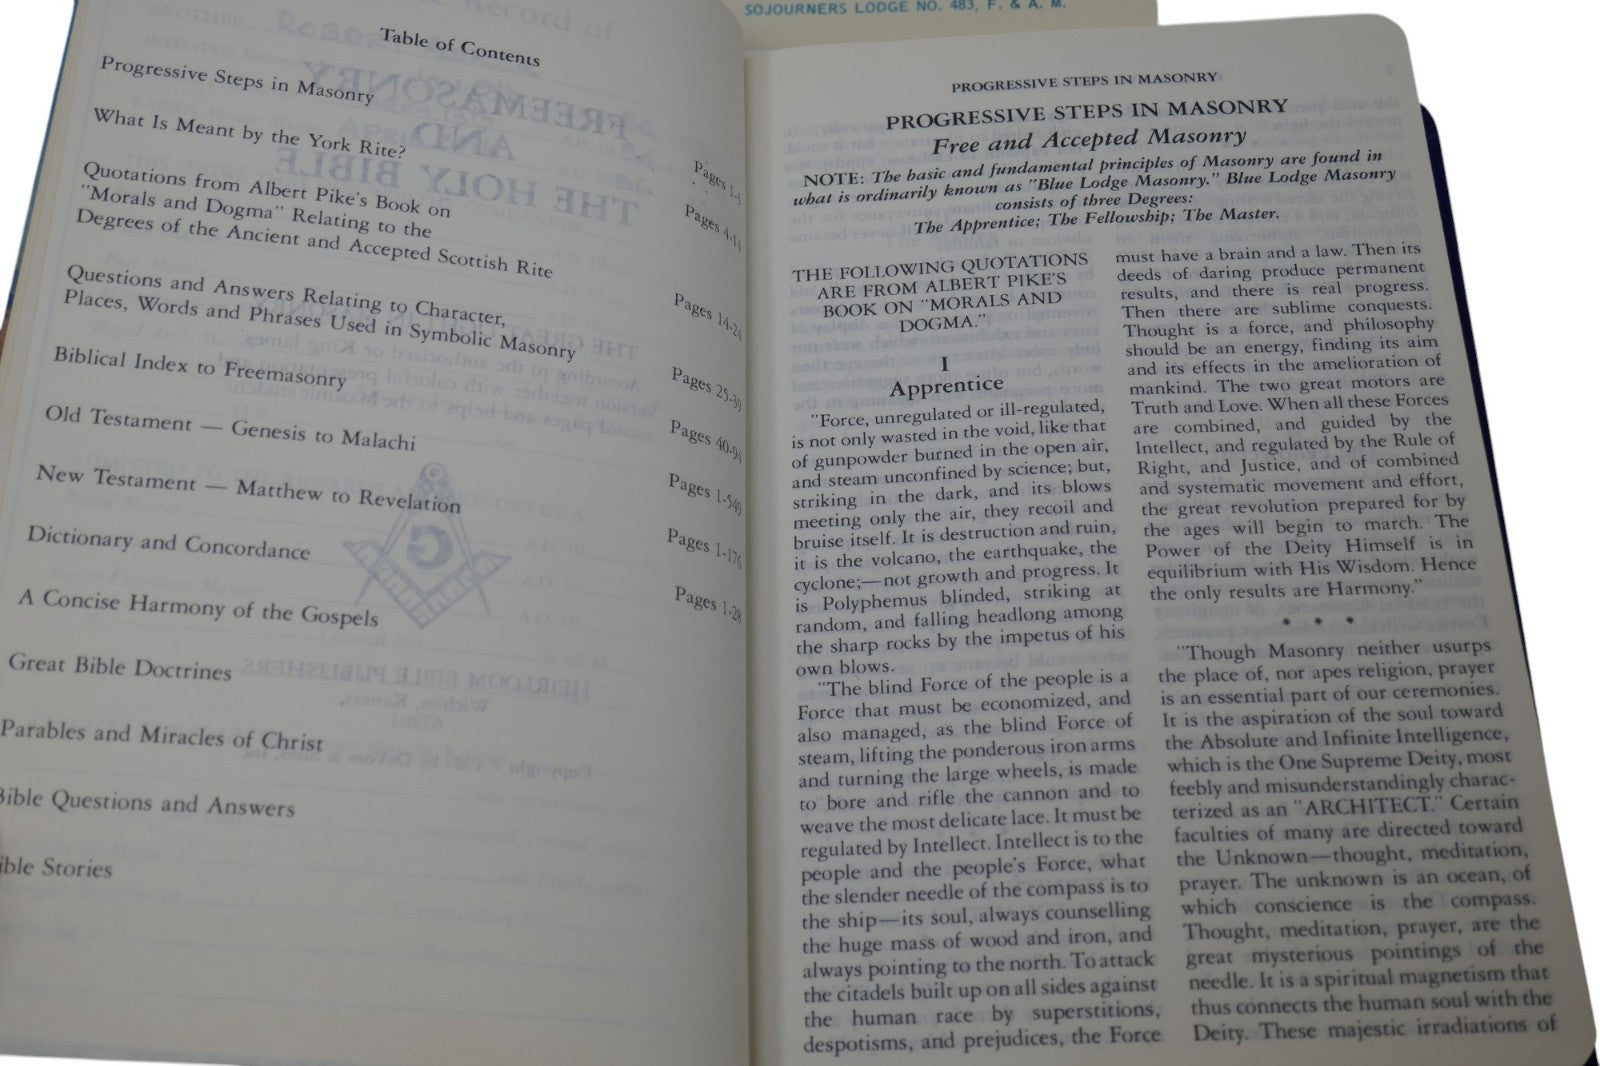 SOJOURNERS LODGE NO. 483, F. & A. M.
Table of Contents
Progressive Steps in Masonry
What Is Meant by the York Rite?
Quotations from Albert Pike's Book on
"Morals and Dogma" Relating to the
Degrees of the Ancient and Accepted Scottish Rite
Questions and Answers Relating to Character,
Places, Words and Phrases Used in Symbolic Masonry
Biblical Index to Freemasonry
Old Testament — Genesis to Malachi
New Testament — Matthew to Revelation
Dictionary and Concordance
A Concise Harmony of the Gospels
Great Bible Doctrines
Parables and Miracles of Christ
Bible Questions and Answers
ible Stories
Pages 1-3
Pages 4-14
Pages 14-24
Pages 25-39
Pages 40-94
Pages 1-546
Pages 1-176
Pages 1-28
PROGRESSIVE STEPS IN MASONRY
PROGRESSIVE STEPS IN MASONRY
Free and Accepted Masonry
NOTE: The basic and fundamental principles of Masonry are found in
what is ordinarily known as "Blue Lodge Masonry." Blue Lodge Masonry
consists of three Degrees:
The Apprentice; The Fellowship; The Master.
THE FOLLOWING QUOTATIONS
ARE FROM ALBERT PIKE'S
BOOK ON "MORALS AND
DOGMA."
I
Apprentice
"Force, unregulated or ill-regulated,
is not only wasted in the void, like that
of gunpowder burned in the open air,
and steam unconfined by science; but,
striking in the dark, and its blows
meeting only the air, they recoil and
bruise itself. It is destruction and ruin,
it is the volcano, the earthquake, the
cyclone;—not growth and progress. It
is Polyphemus blinded, striking at
random, and falling headlong among
the sharp rocks by the impetus of his
own blows.
"The blind Force of the people is a
Force that must be economized, and
also managed, as the blind Force of
steam, lifting the ponderous iron arms
and turning the large wheels, is made
to bore and rifle the cannon and to
weave the most delicate lace. It must be
regulated by Intellect. Intellect is to the
people and the people's Force, what
the slender needle of the compass is to
the ship—its soul, always counselling
the huge mass of wood and iron, and
always pointing to the north. To attack
the citadels built up on all sides against
the human race by superstitions,
despotisms, and prejudices, the Force
must have a brain and a law. Then its
deeds of daring produce permanent
results, and there is real progress.
Then there are sublime conquests.
Thought is a force, and philosophy
should be an energy, finding its aim
and its effects in the amelioration of
mankind. The two great motors are
Truth and Love. When all these Forces
are combined, and guided by the
Intellect, and regulated by the Rule of
Right, and Justice, and of combined
and systematic movement and effort,
the great revolution prepared for by
the ages will begin to march. The
Power of the Deity Himself is in
equilibrium with His Wisdom. Hence
the only results are Harmony."
* * *
"Though Masonry neither usurps
the place of, nor apes religion, prayer
is an essential part of our ceremonies.
It is the aspiration of the soul toward
the Absolute and Infinite Intelligence,
which is the One Supreme Deity, most
feebly and misunderstandingly charac-
terized as an "ARCHITECT." Certain
faculties of many are directed toward
the Unknown—thought, meditation,
prayer. The unknown is an ocean, of
which conscience is the compass.
Thought, meditation, prayer, are the
great mysterious pointings of the
needle. It is a spiritual magnetism that
thus connects the human soul with the
Deity. These majestic irradiations of